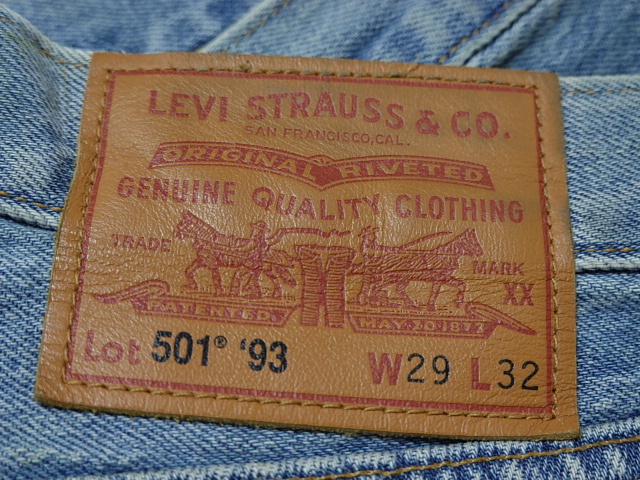 LEVI STRAUSS & CO.
SAN FRANCISCO, CAL.
ORIGINAL RIVETED
GENUINE QUALITY CLOTHING
TRADE MARK
XX
PATENTED MAY 20 1873
Lot 501® '93 W29 L32